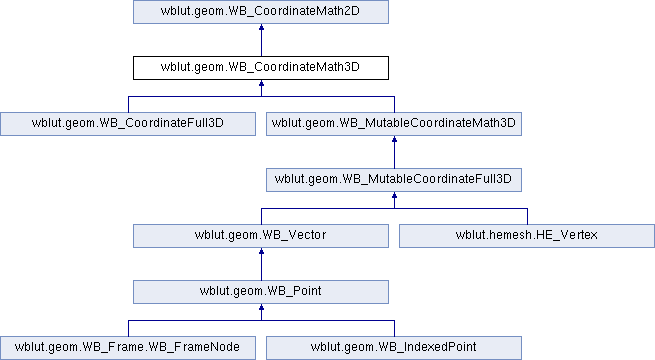 wblut.geom.WB_CoordinateMath2D
wblut.geom.WB_CoordinateMath3D
wblut.geom.WB_CoordinateFull3D
wblut.geom.WB_MutableCoordinateMath3D
wblut.geom.WB_MutableCoordinateFull3D
wblut.geom.WB_Vector
wblut.hemesh.HE_Vertex
wblut.geom.WB_Point
wblut.geom.WB_Frame.WB_FrameNode
wblut.geom.WB_IndexedPoint